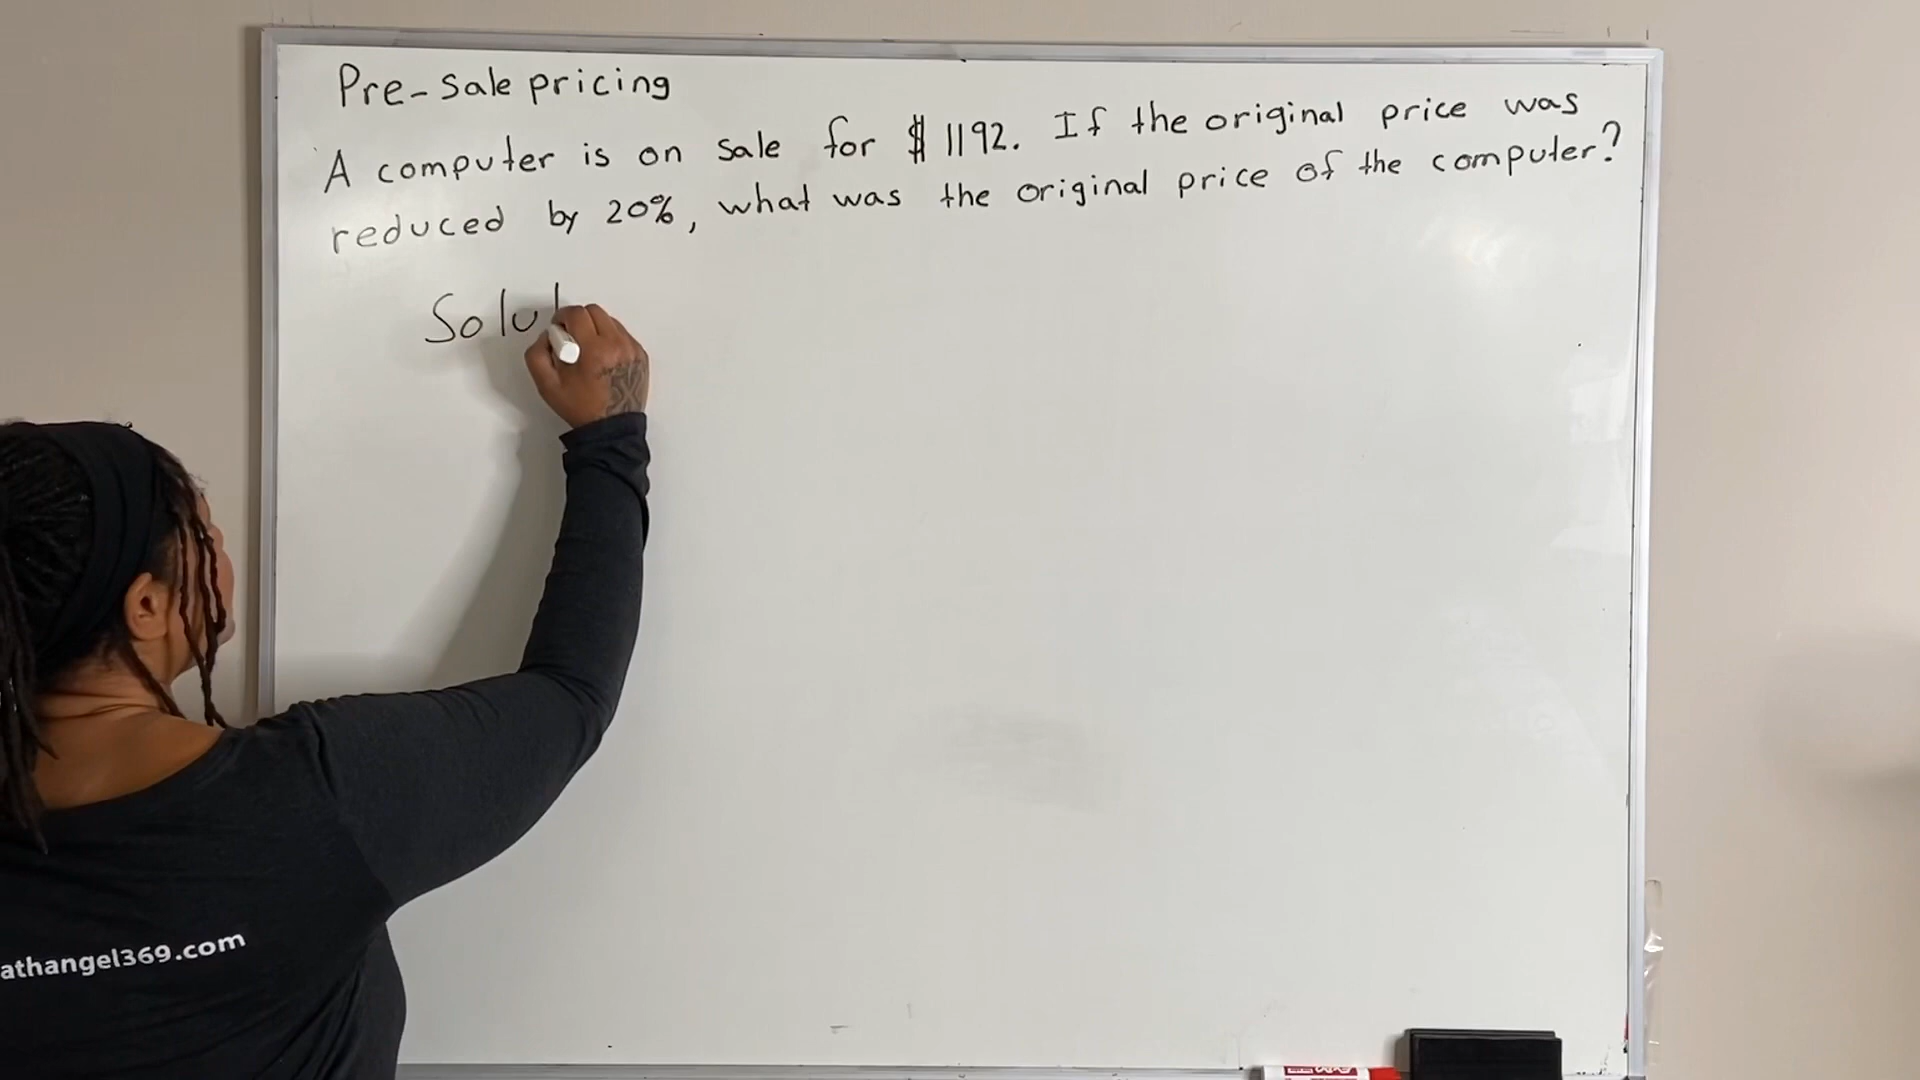 Pre-sale pricing
A computer is on sale for $1192. If the original price was
reduced by 20%, what was the original price of the computer?
Solut
athangel369.com